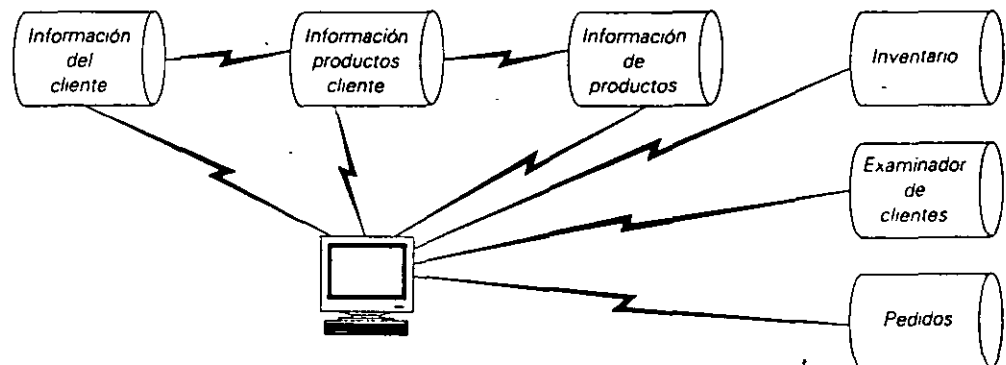 Información
del
cliente
Información
productos
cliente
Información
de
productos
Inventario
Examinador
de
clientes
Pedidos